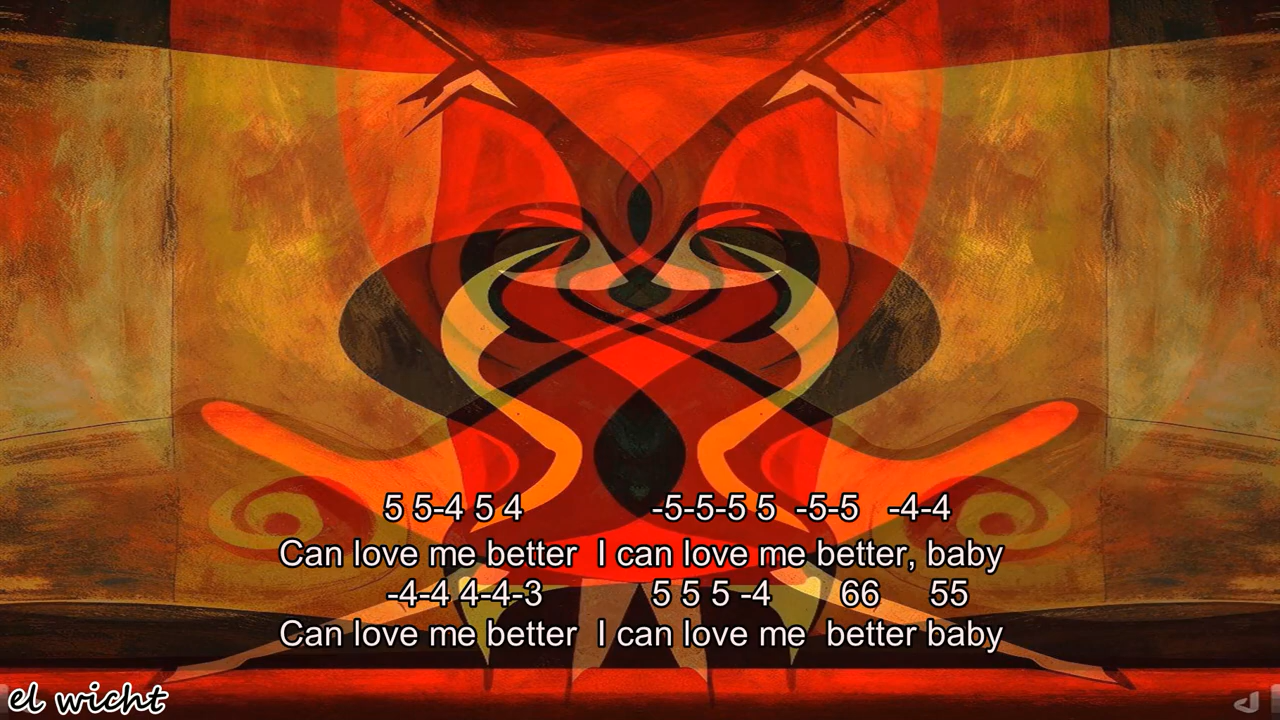 5 5-4 5 4 -5-5-5 5 -5-5 -4-4
Can love me better I can love me better, baby
-4-4 4-4-3 5 5 5 -4 66 55
Can love me better I can love me better baby
el wicht